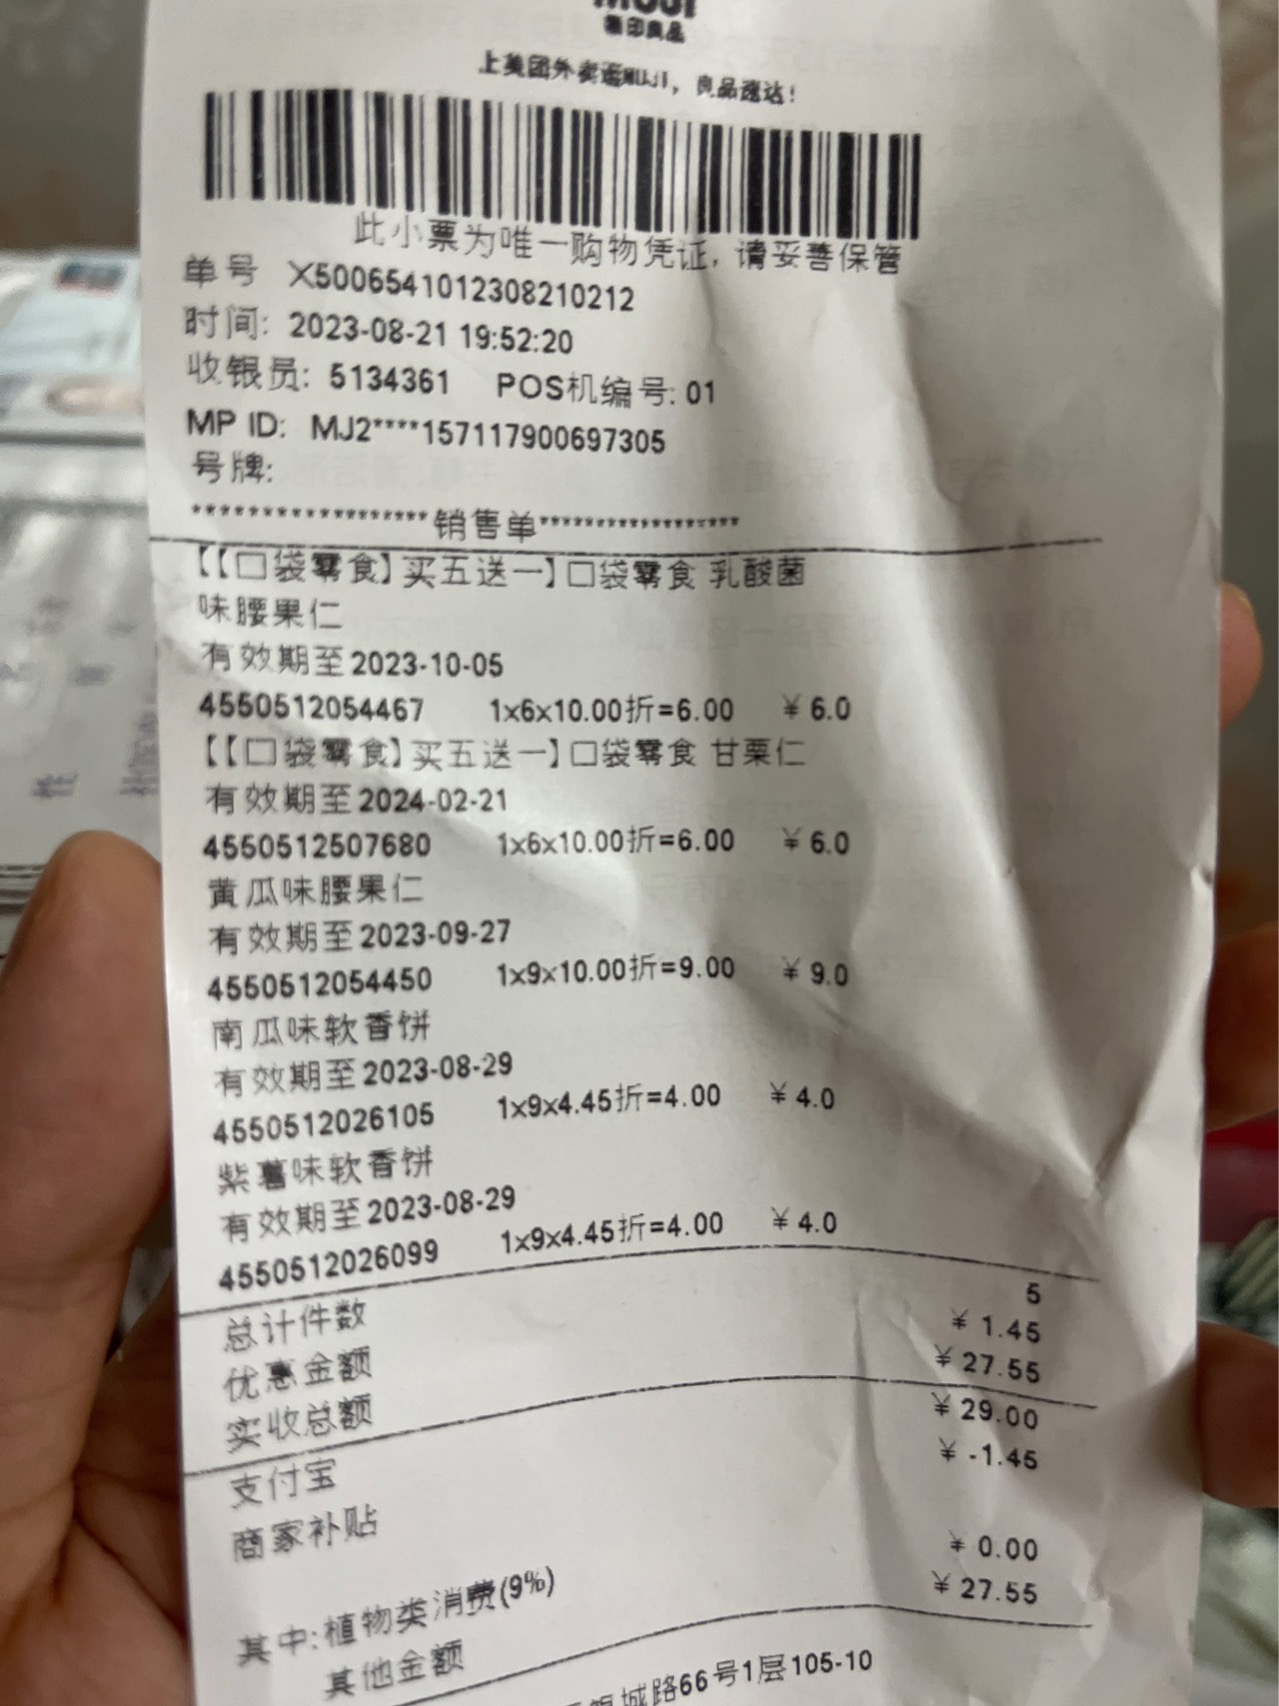 MUJI
無印良品
上美团外卖逛MUJI，良品速达！
此小票为唯一购物凭证，请妥善保管
单号 X5006541012308210212
时间: 2023-08-21 19:52:20
收银员: 5134361 POS机编号: 01
MP ID: MJ2****157117900697305
号牌:
******************销售单******************
【【口袋零食】买五送一】口袋零食 乳酸菌
味腰果仁
有效期至2023-10-05
4550512054467 1x6x10.00折=6.00 ¥6.0
【【口袋零食】买五送一】口袋零食 甘栗仁
有效期至2024-02-21
4550512507680 1x6x10.00折=6.00 ¥6.0
黄瓜味腰果仁
有效期至2023-09-27
4550512054450 1x9x10.00折=9.00 ¥9.0
南瓜味软香饼
有效期至2023-08-29
4550512026105 1x9x4.45折=4.00 ¥4.0
紫薯味软香饼
有效期至2023-08-29
4550512026099 1x9x4.45折=4.00 ¥4.0
总计件数 5
优惠金额 ¥1.45
实收总额 ¥27.55
支付宝 ¥29.00
商家补贴 ¥-1.45
其中:植物类消费(9%) ¥0.00
其他金额 ¥27.55
银城路66号1层105-10